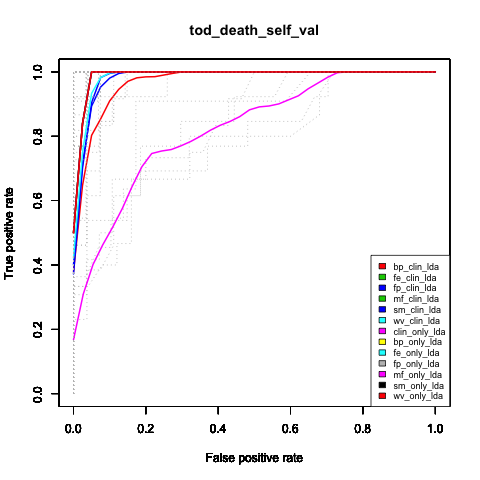 tod_death_self_val
True positive rate
1.0
0.8
0.6
0.4
0.2
0.0
bp_clin_lda
fe_clin_lda
fp_clin_lda
mf_clin_lda
sm_clin_lda
wv_clin_lda
clin_only_lda
bp_only_lda
fe_only_lda
fp_only_lda
mf_only_lda
sm_only_lda
wv_only_lda
0.0 0.2 0.4 0.6 0.8 1.0
False positive rate